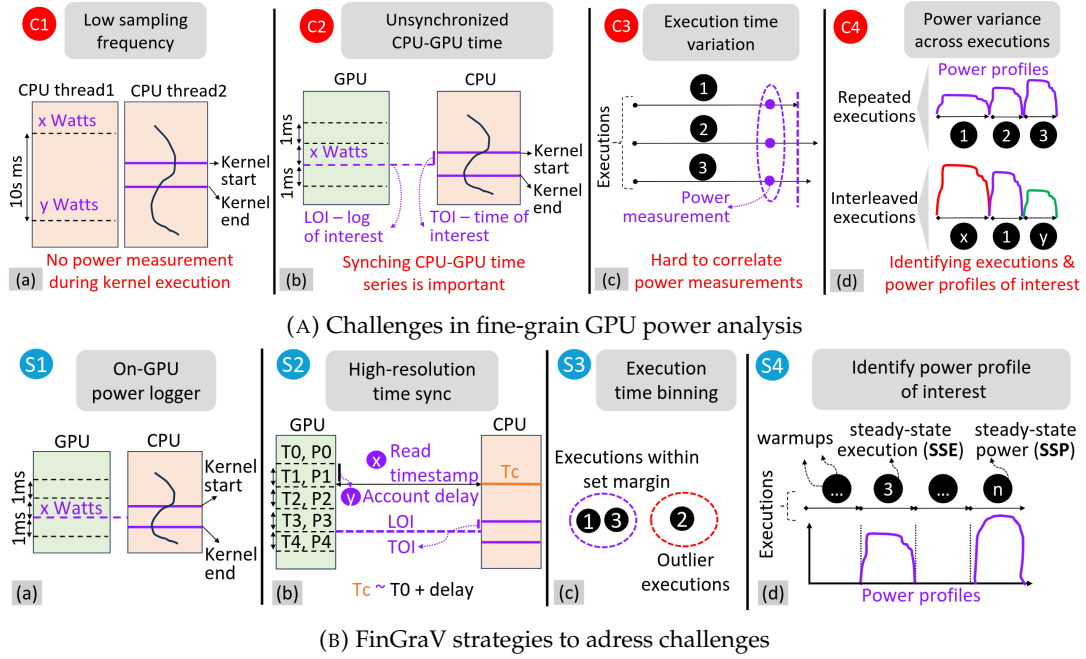 C1
Low sampling
frequency
CPU thread1
CPU thread2
x Watts
10s ms
y Watts
Kernel
start
Kernel
end
(a)
No power measurement
during kernel execution
C2
Unsynchronized
CPU-GPU time
GPU
CPU
1ms
x Watts
1ms
Kernel
start
Kernel
end
LOI – log
of interest
TOI – time of
interest
(b)
Synching CPU-GPU time
series is important
C3
Execution time
variation
Executions
1
2
3
Power
measurement
(c)
Hard to correlate
power measurements
C4
Power variance
across executions
Power profiles
Repeated
executions
1
2
3
Interleaved
executions
x
1
y
(d)
Identifying executions &
power profiles of interest
(A) Challenges in fine-grain GPU power analysis
S1
On-GPU
power logger
GPU
CPU
1ms
x Watts
1ms
Kernel
start
Kernel
end
(a)
S2
High-resolution
time sync
GPU
CPU
T0, P0
T1, P1
T2, P2
T3, P3
T4, P4
x
Read
timestamp
y
Account delay
Tc
LOI
TOI
(b)
Tc ~ T0 + delay
S3
Execution
time binning
Executions within
set margin
1
3
2
Outlier
executions
(c)
S4
Identify power profile
of interest
warmups
steady-state
execution (SSE)
steady-state
power (SSP)
Executions
...
3
...
n
Power profiles
(d)
(B) FinGraV strategies to adress challenges